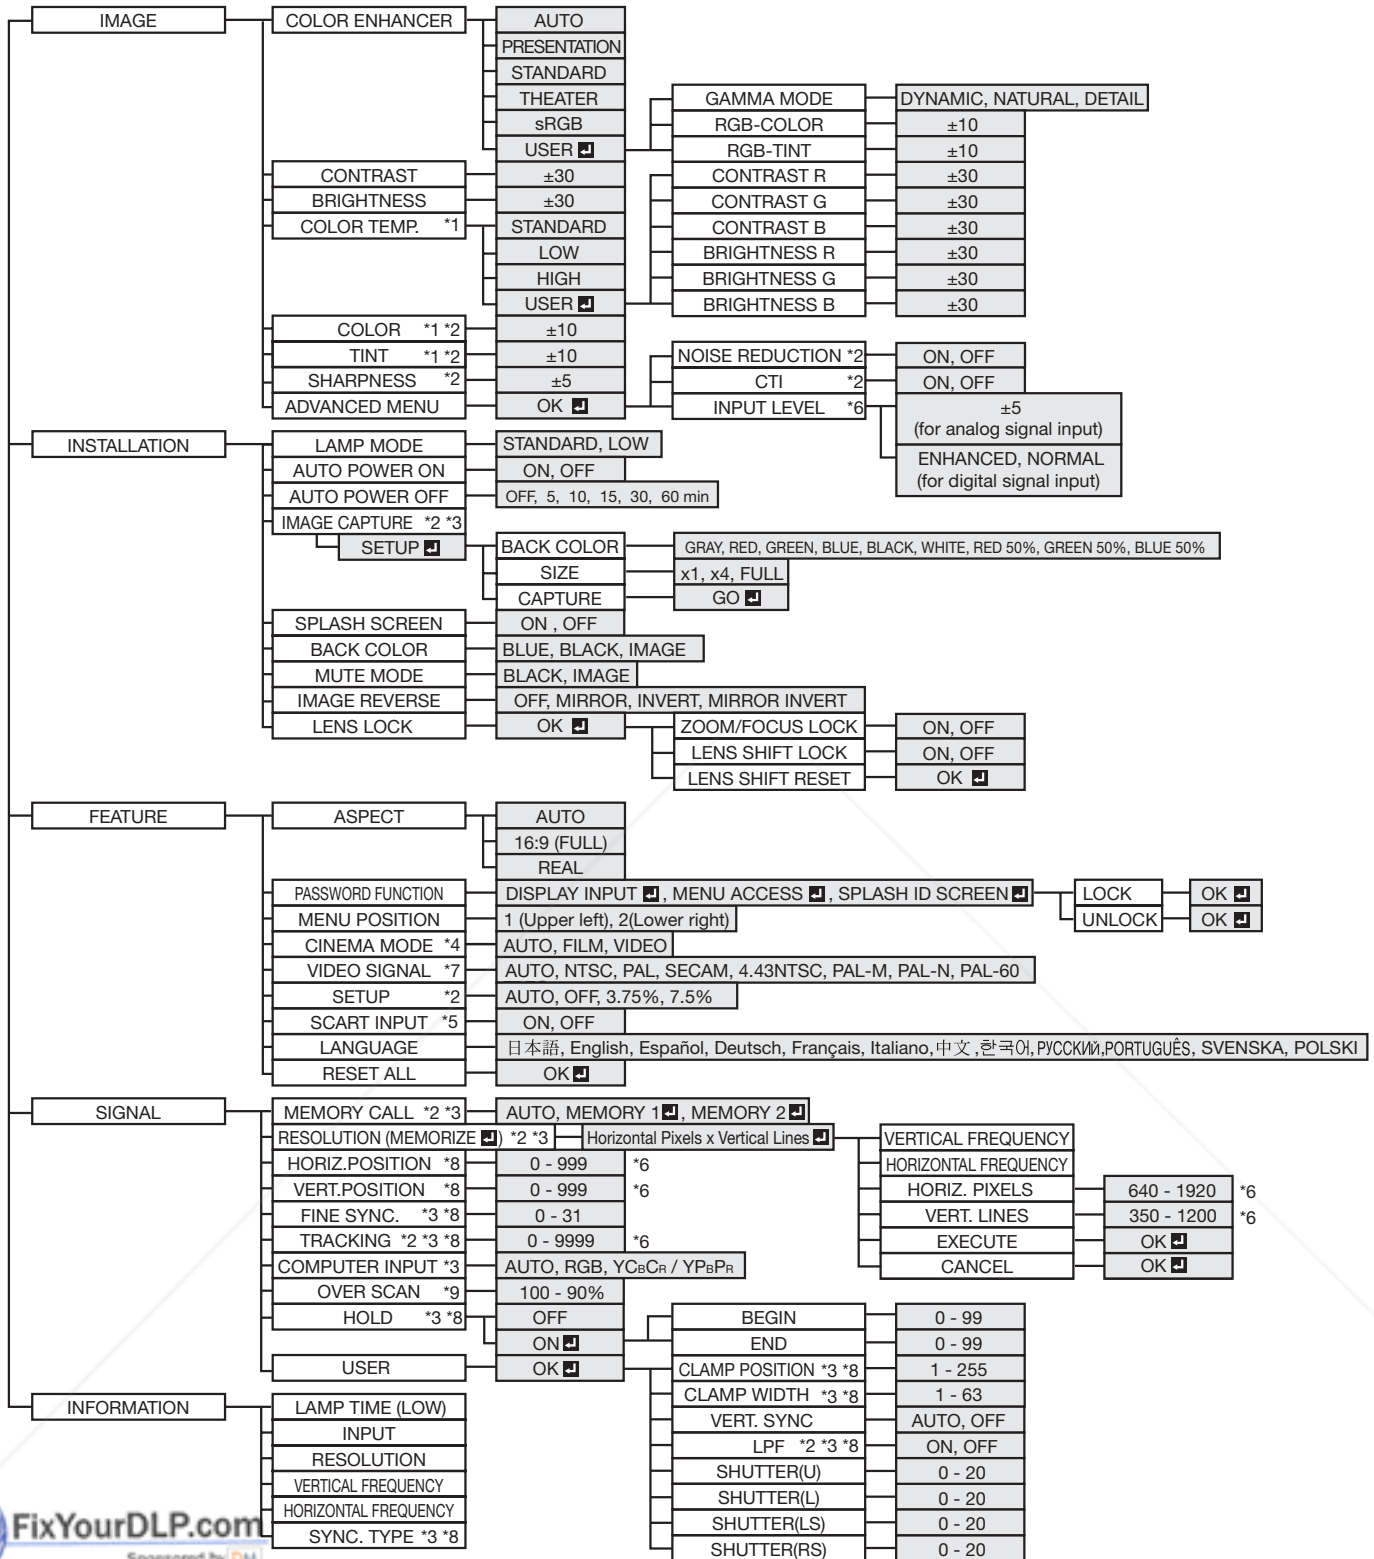 IMAGE COLOR ENHANCER AUTO
PRESENTATION
STANDARD
THEATER GAMMA MODE DYNAMIC, NATURAL, DETAIL
sRGB RGB-COLOR ±10
USER RGB-TINT ±10
CONTRAST ±30 CONTRAST R ±30
BRIGHTNESS ±30 CONTRAST G ±30
COLOR TEMP. *1 STANDARD CONTRAST B ±30
LOW BRIGHTNESS R ±30
HIGH BRIGHTNESS G ±30
USER BRIGHTNESS B ±30
COLOR *1 *2 ±10
TINT *1 *2 ±10 NOISE REDUCTION *2 ON, OFF
SHARPNESS *2 ±5 CTI *2 ON, OFF
ADVANCED MENU OK INPUT LEVEL *6 ±5
(for analog signal input)
ENHANCED, NORMAL
(for digital signal input)
INSTALLATION LAMP MODE STANDARD, LOW
AUTO POWER ON ON, OFF
AUTO POWER OFF OFF, 5, 10, 15, 30, 60 min
IMAGE CAPTURE *2 *3
SETUP BACK COLOR GRAY, RED, GREEN, BLUE, BLACK, WHITE, RED 50%, GREEN 50%, BLUE 50%
SIZE x1, x4, FULL
CAPTURE GO
SPLASH SCREEN ON , OFF
BACK COLOR BLUE, BLACK, IMAGE
MUTE MODE BLACK, IMAGE
IMAGE REVERSE OFF, MIRROR, INVERT, MIRROR INVERT
LENS LOCK OK ZOOM/FOCUS LOCK ON, OFF
LENS SHIFT LOCK ON, OFF
LENS SHIFT RESET OK
FEATURE ASPECT AUTO
16:9 (FULL)
REAL
PASSWORD FUNCTION DISPLAY INPUT , MENU ACCESS , SPLASH ID SCREEN LOCK OK
MENU POSITION 1 (Upper left), 2(Lower right) UNLOCK OK
CINEMA MODE *4 AUTO, FILM, VIDEO
VIDEO SIGNAL *7 AUTO, NTSC, PAL, SECAM, 4.43NTSC, PAL-M, PAL-N, PAL-60
SETUP *2 AUTO, OFF, 3.75%, 7.5%
SCART INPUT *5 ON, OFF
LANGUAGE 日本語, English, Español, Deutsch, Français, Italiano,中文 ,한국어, РУССКИЙ,PORTUGUÊS, SVENSKA, POLSKI
RESET ALL OK
SIGNAL MEMORY CALL *2 *3 AUTO, MEMORY 1 , MEMORY 2
RESOLUTION (MEMORIZE ) *2 *3 Horizontal Pixels x Vertical Lines VERTICAL FREQUENCY
HORIZ.POSITION *8 0 - 999 *6 HORIZONTAL FREQUENCY
VERT.POSITION *8 0 - 999 *6 HORIZ. PIXELS 640 - 1920 *6
FINE SYNC. *3 *8 0 - 31 VERT. LINES 350 - 1200 *6
TRACKING *2 *3 *8 0 - 9999 *6 EXECUTE OK
COMPUTER INPUT *3 AUTO, RGB, YCBCR / YPBPR CANCEL OK
OVER SCAN *9 100 - 90%
HOLD *3 *8 OFF BEGIN 0 - 99
ON END 0 - 99
USER OK CLAMP POSITION *3 *8 1 - 255
CLAMP WIDTH *3 *8 1 - 63
INFORMATION LAMP TIME (LOW) VERT. SYNC AUTO, OFF
INPUT LPF *2 *3 *8 ON, OFF
RESOLUTION SHUTTER(U) 0 - 20
VERTICAL FREQUENCY SHUTTER(L) 0 - 20
HORIZONTAL FREQUENCY SHUTTER(LS) 0 - 20
SYNC. TYPE *3 *8 SHUTTER(RS) 0 - 20
FixYourDLP.com
Sponsored by